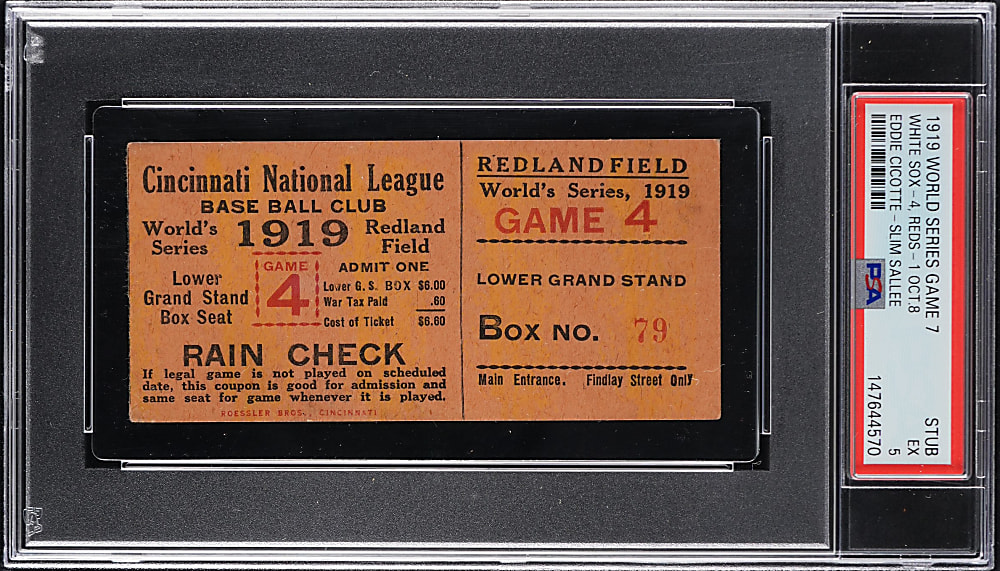 Cincinnati National League
BASE BALL CLUB
World's Series 1919 Redland Field
Lower Grand Stand Box Seat
GAME
4
ADMIT ONE
Lower G.S. BOX $6.00
War Tax Paid .60
Cost of Ticket $6.60
RAIN CHECK
If legal game is not played on scheduled
date, this coupon is good for admission and
same seat for game whenever it is played.
ROESSLER BROS., CINCINNATI
REDLAND FIELD
World's Series, 1919
GAME 4
LOWER GRAND STAND
BOX NO. 79
Main Entrance. Findlay Street Only
1919 WORLD SERIES GAME 7
WHITE SOX - 4, REDS - 1 OCT.8
EDDIE CICOTTE - SLIM SALLEE
PSA
STUB
EX
5
147644570